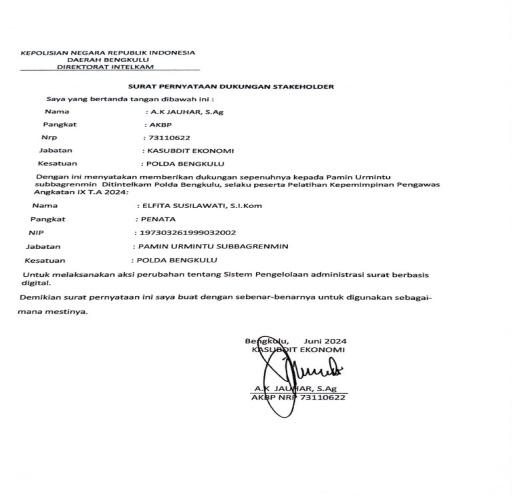 KEPOLISIAN NEGARA REPUBLIK INDONESIA
DAERAH BENGKULU
DIREKTORAT INTELKAM
SURAT PERNYATAAN DUKUNGAN STAKEHOLDER
Saya yang bertanda tangan dibawah ini :
Nama : A.K JAUHAR, S.Ag
Pangkat : AKBP
Nrp : 73110622
Jabatan : KASUBDIT EKONOMI
Kesatuan : POLDA BENGKULU
Dengan ini menyatakan memberikan dukungan sepenuhnya kepada Pamin Urmintu
subbagrenmin Ditintelkam Polda Bengkulu, selaku peserta Pelatihan Kepemimpinan Pengawas
Angkatan IX T.A 2024:
Nama : ELFITA SUSILAWATI, S.I.Kom
Pangkat : PENATA
NIP : 197303261999032002
Jabatan : PAMIN URMINTU SUBBAGRENMIN
Kesatuan : POLDA BENGKULU
Untuk melaksanakan aksi perubahan tentang Sistem Pengelolaan administrasi surat berbasis
digital.
Demikian surat pernyataan ini saya buat dengan sebenar-benarnya untuk digunakan sebagai-
mana mestinya.
Bengkulu, Juni 2024
KASUBDIT EKONOMI
A.K JAUHAR, S.Ag
AKBP NRP 73110622